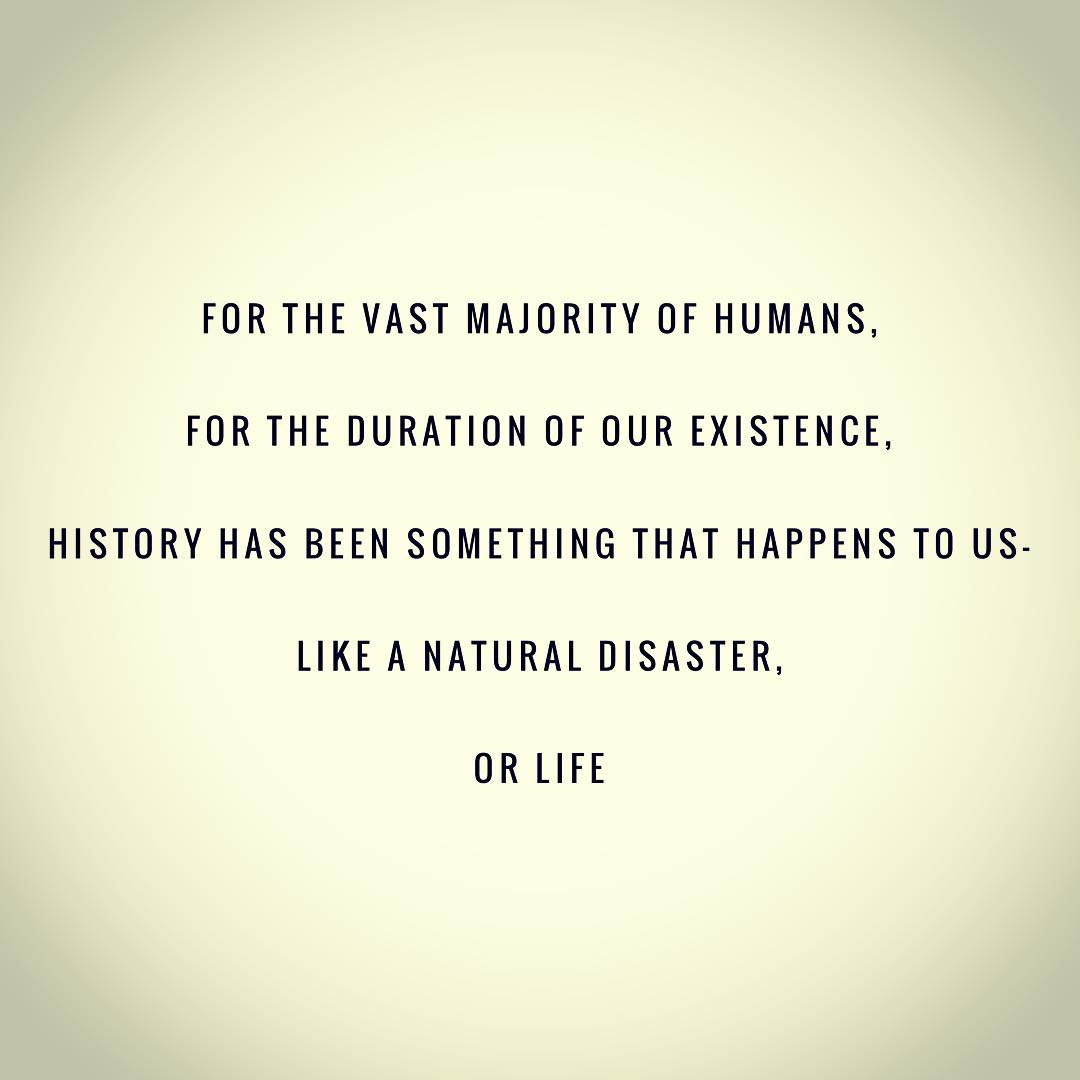 FOR THE VAST MAJORITY OF HUMANS,
FOR THE DURATION OF OUR EXISTENCE,
HISTORY HAS BEEN SOMETHING THAT HAPPENS TO US-
LIKE A NATURAL DISASTER,
OR LIFE